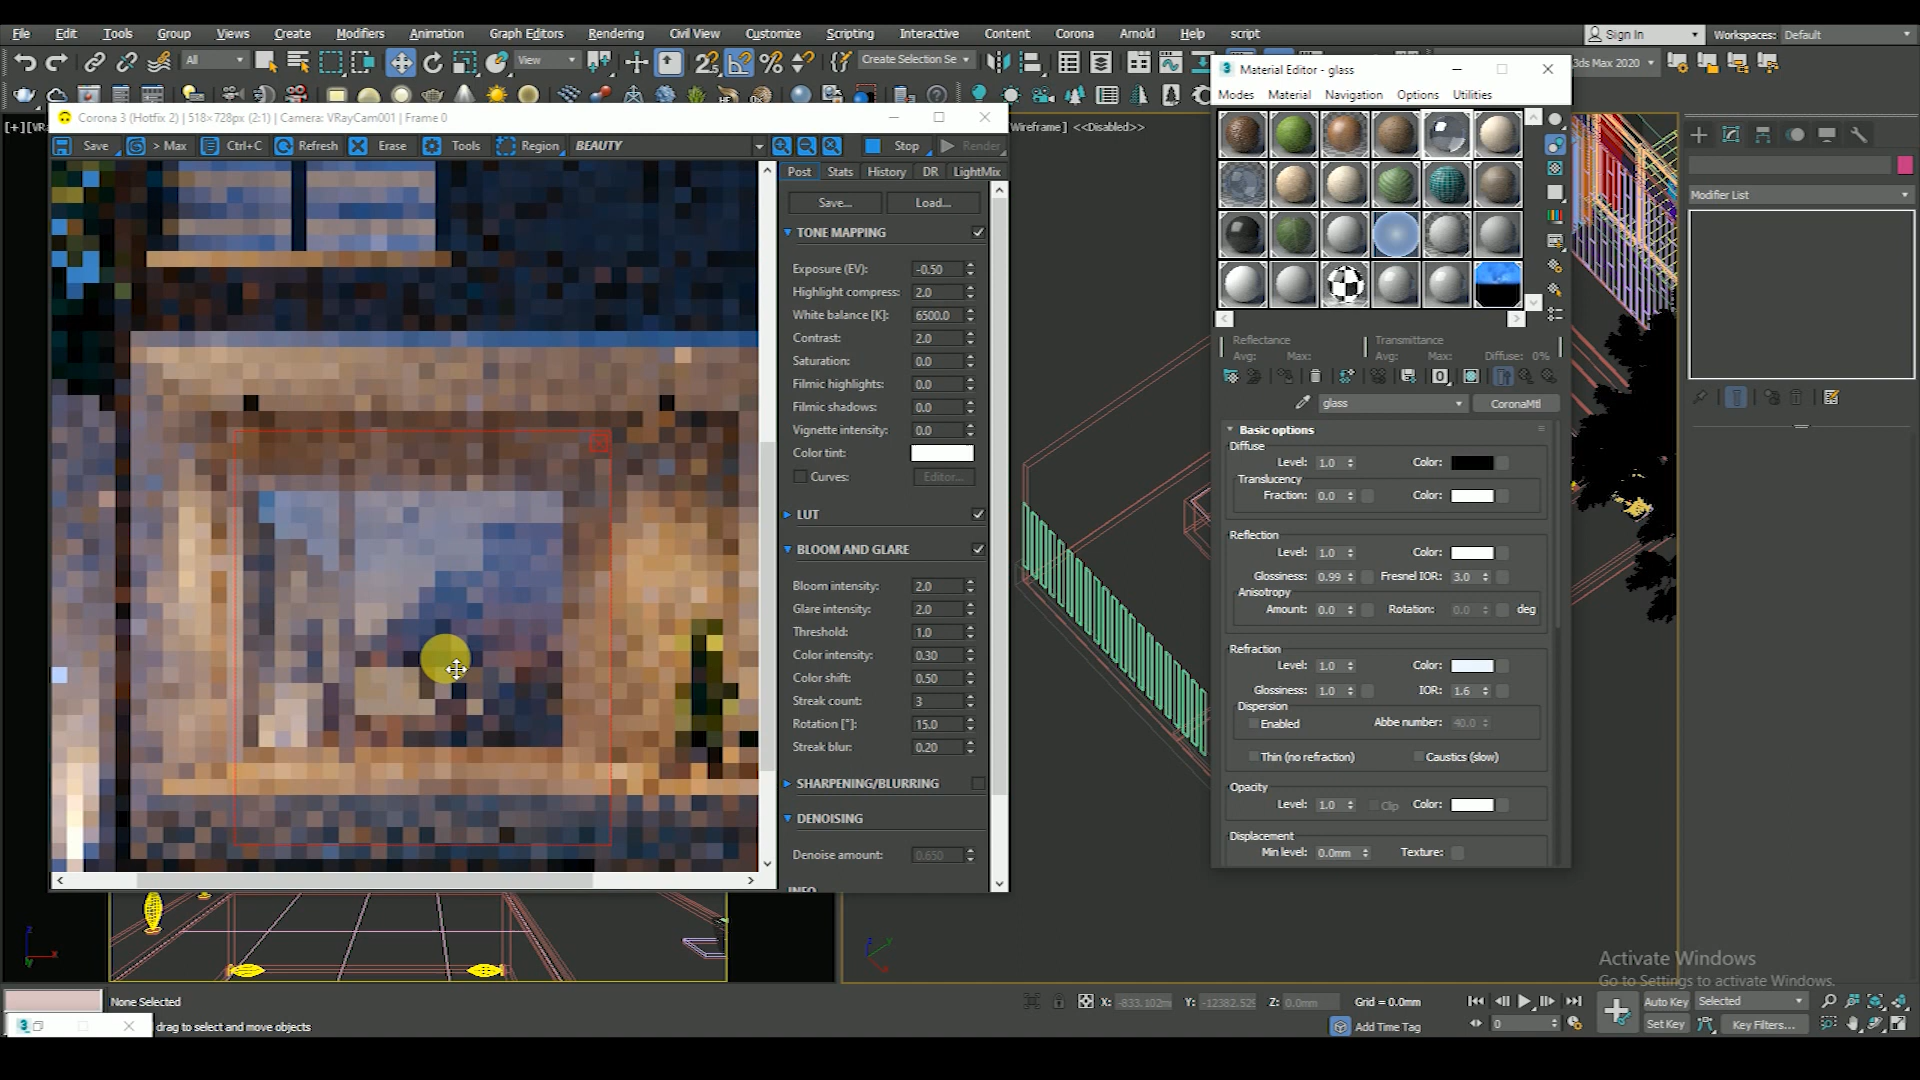 File Edit Tools Group Views Create Modifiers Animation Graph Editors Rendering Civil View Customize Scripting Interactive Content Corona Arnold Help script
Sign In Workspaces: Default
All View Create Selection Se 3ds Max 2020
Material Editor - glass
Modes Material Navigation Options Utilities
Corona 3 (Hotfix 2) | 518×728px (2:1) | Camera: VRayCam001 | Frame 0
Wireframe ] <<Disabled>>
Save > Max Ctrl+C Refresh Erase Tools Region BEAUTY Stop Render
Post Stats History DR LightMix
Save... Load...
TONE MAPPING
Exposure (EV): -0.50
Highlight compress: 2.0
White balance [K]: 6500.0
Contrast: 2.0
Saturation: 0.0
Filmic highlights: 0.0
Filmic shadows: 0.0
Vignette intensity: 0.0
Color tint:
Curves: Editor...
LUT
BLOOM AND GLARE
Bloom intensity: 2.0
Glare intensity: 2.0
Threshold: 1.0
Color intensity: 0.30
Color shift: 0.50
Streak count: 3
Rotation [°]: 15.0
Streak blur: 0.20
SHARPENING/BLURRING
DENOISING
Denoise amount: 0.650
INFO
Reflectance Transmittance
Avg: Max: Avg: Max: Diffuse: 0%
glass CoronaMtl
Basic options
Diffuse
Level: 1.0 Color:
Translucency
Fraction: 0.0 Color:
Reflection
Level: 1.0 Color:
Glossiness: 0.99 Fresnel IOR: 3.0
Anisotropy
Amount: 0.0 Rotation: 0.0 deg
Refraction
Level: 1.0 Color:
Glossiness: 1.0 IOR: 1.6
Dispersion
Enabled Abbe number: 40.0
Thin (no refraction) Caustics (slow)
Opacity
Level: 1.0 Clip Color:
Displacement
Min level: 0.0mm Texture:
Modifier List
Activate Windows
Go to Settings to activate Windows.
None Selected X: -833.102m Y: -12382.529 Z: 0.0mm Grid = 0.0mm Auto Key Selected
drag to select and move objects Add Time Tag 0 Set Key Key Filters...